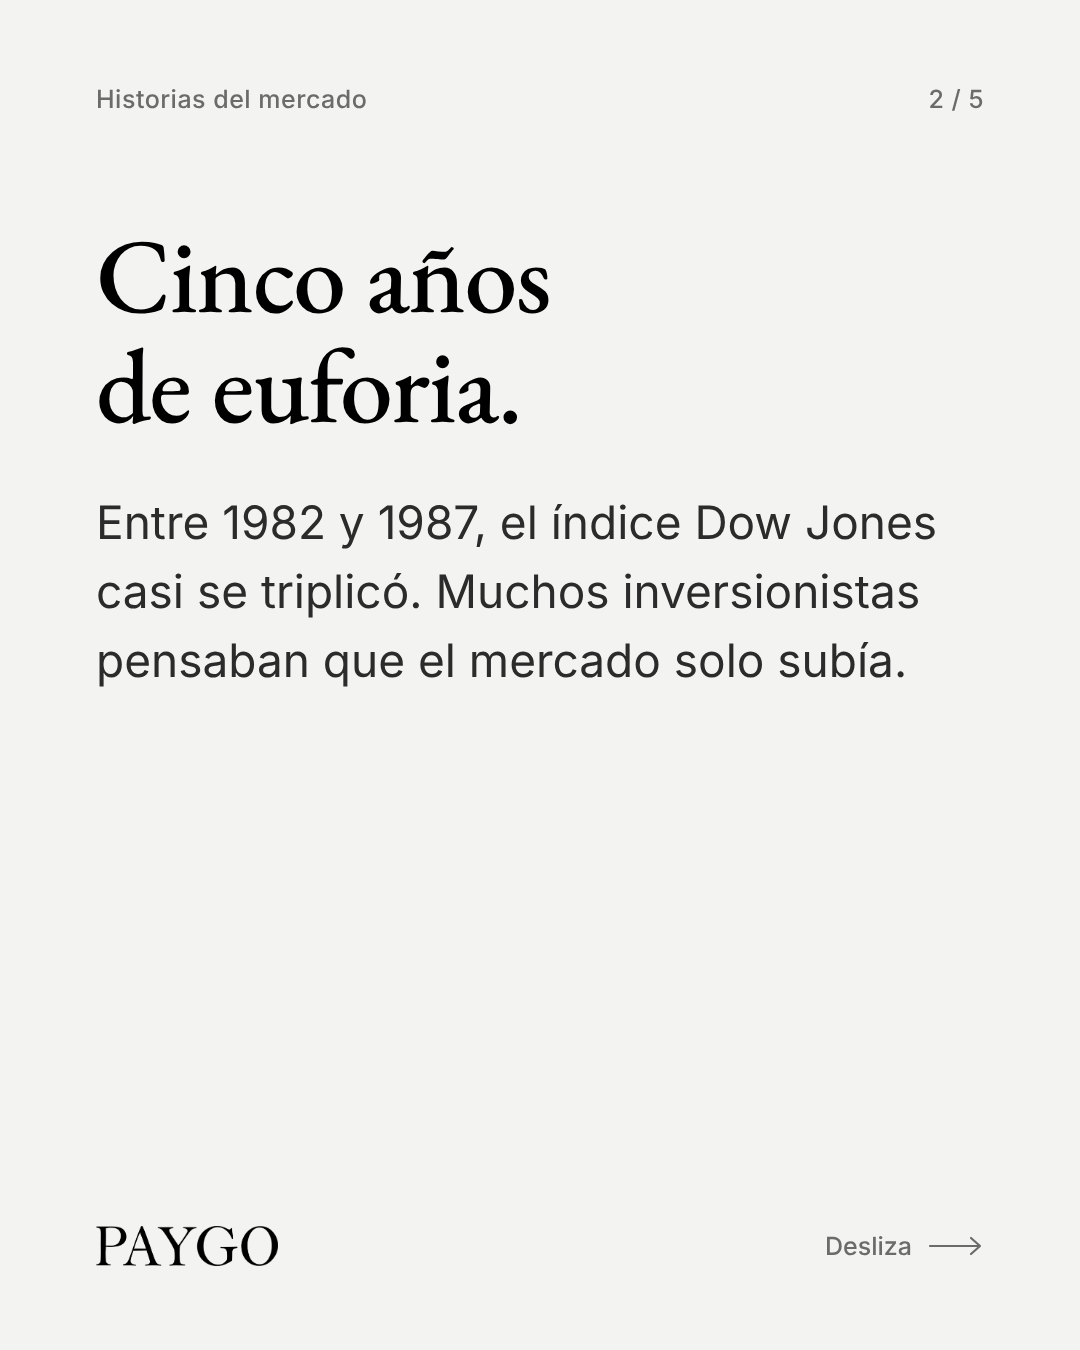 Historias del mercado
2 / 5
Cinco años
de euforia.
Entre 1982 y 1987, el índice Dow Jones
casi se triplicó. Muchos inversionistas
pensaban que el mercado solo subía.
PAYGO
Desliza